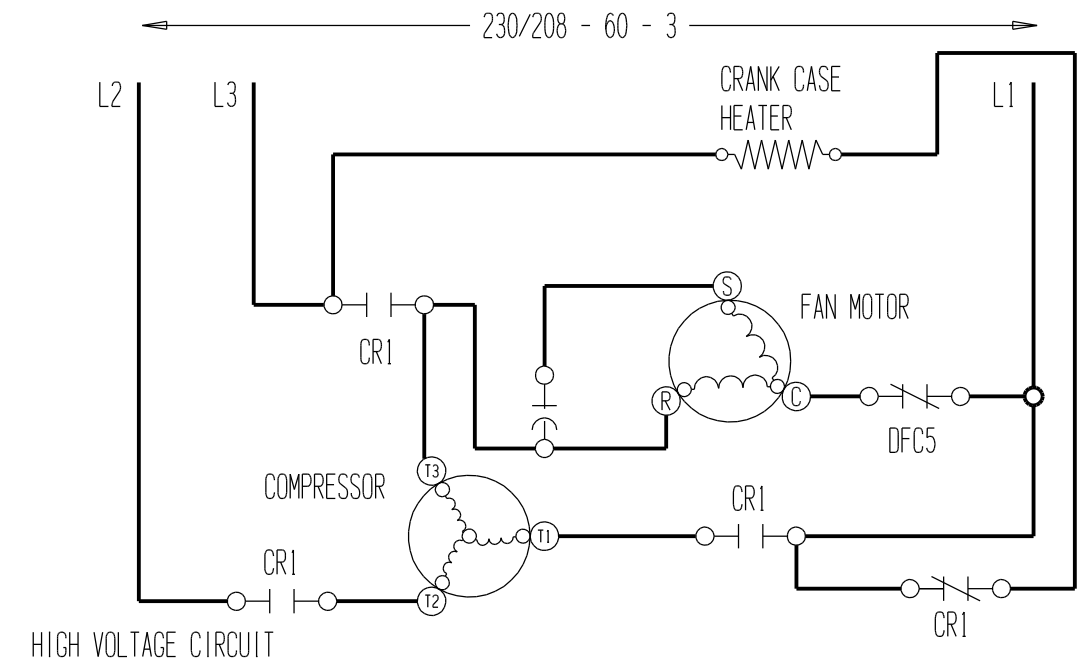 230/208 - 60 - 3
CRANK CASE
HEATER
L2
L3
L1
S
FAN MOTOR
CR1
R
C
DFC5
T3
COMPRESSOR
CR1
T1
CR1
T2
CR1
HIGH VOLTAGE CIRCUIT